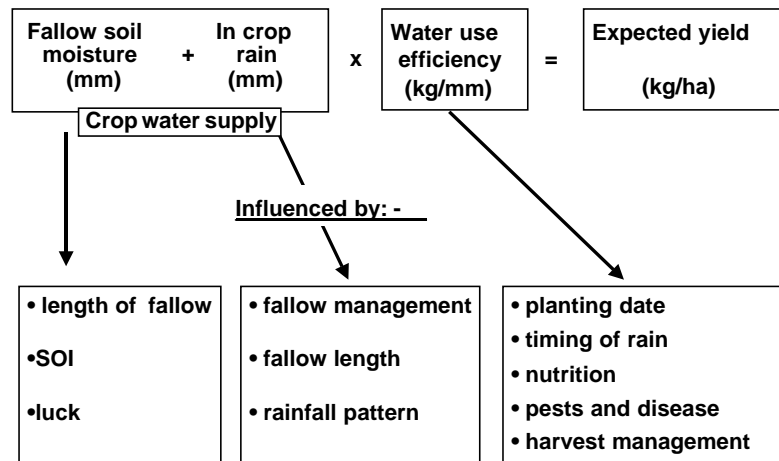 Fallow soil moisture (mm)
+
In crop rain (mm)
x
Water use efficiency (kg/mm)
=
Expected yield
(kg/ha)
Crop water supply
Influenced by: -
• length of fallow
•SOI
•luck
• fallow management
• fallow length
• rainfall pattern
• planting date
• timing of rain
• nutrition
• pests and disease
• harvest management